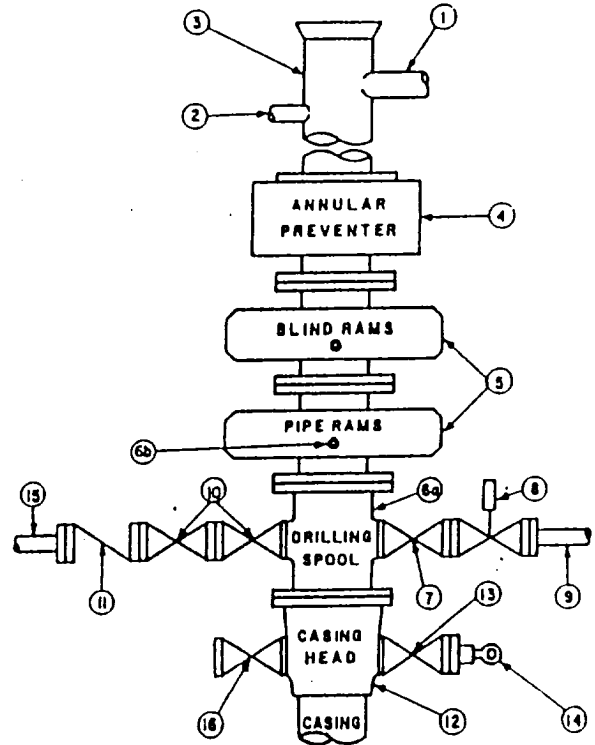 1
3
2
ANNULAR
PREVENTER
4
BLIND RAMS
5
PIPE RAMS
6b
6a
8
15
10
DRILLING
SPOOL
11
7
9
13
CASING
HEAD
16
12
14
CASING